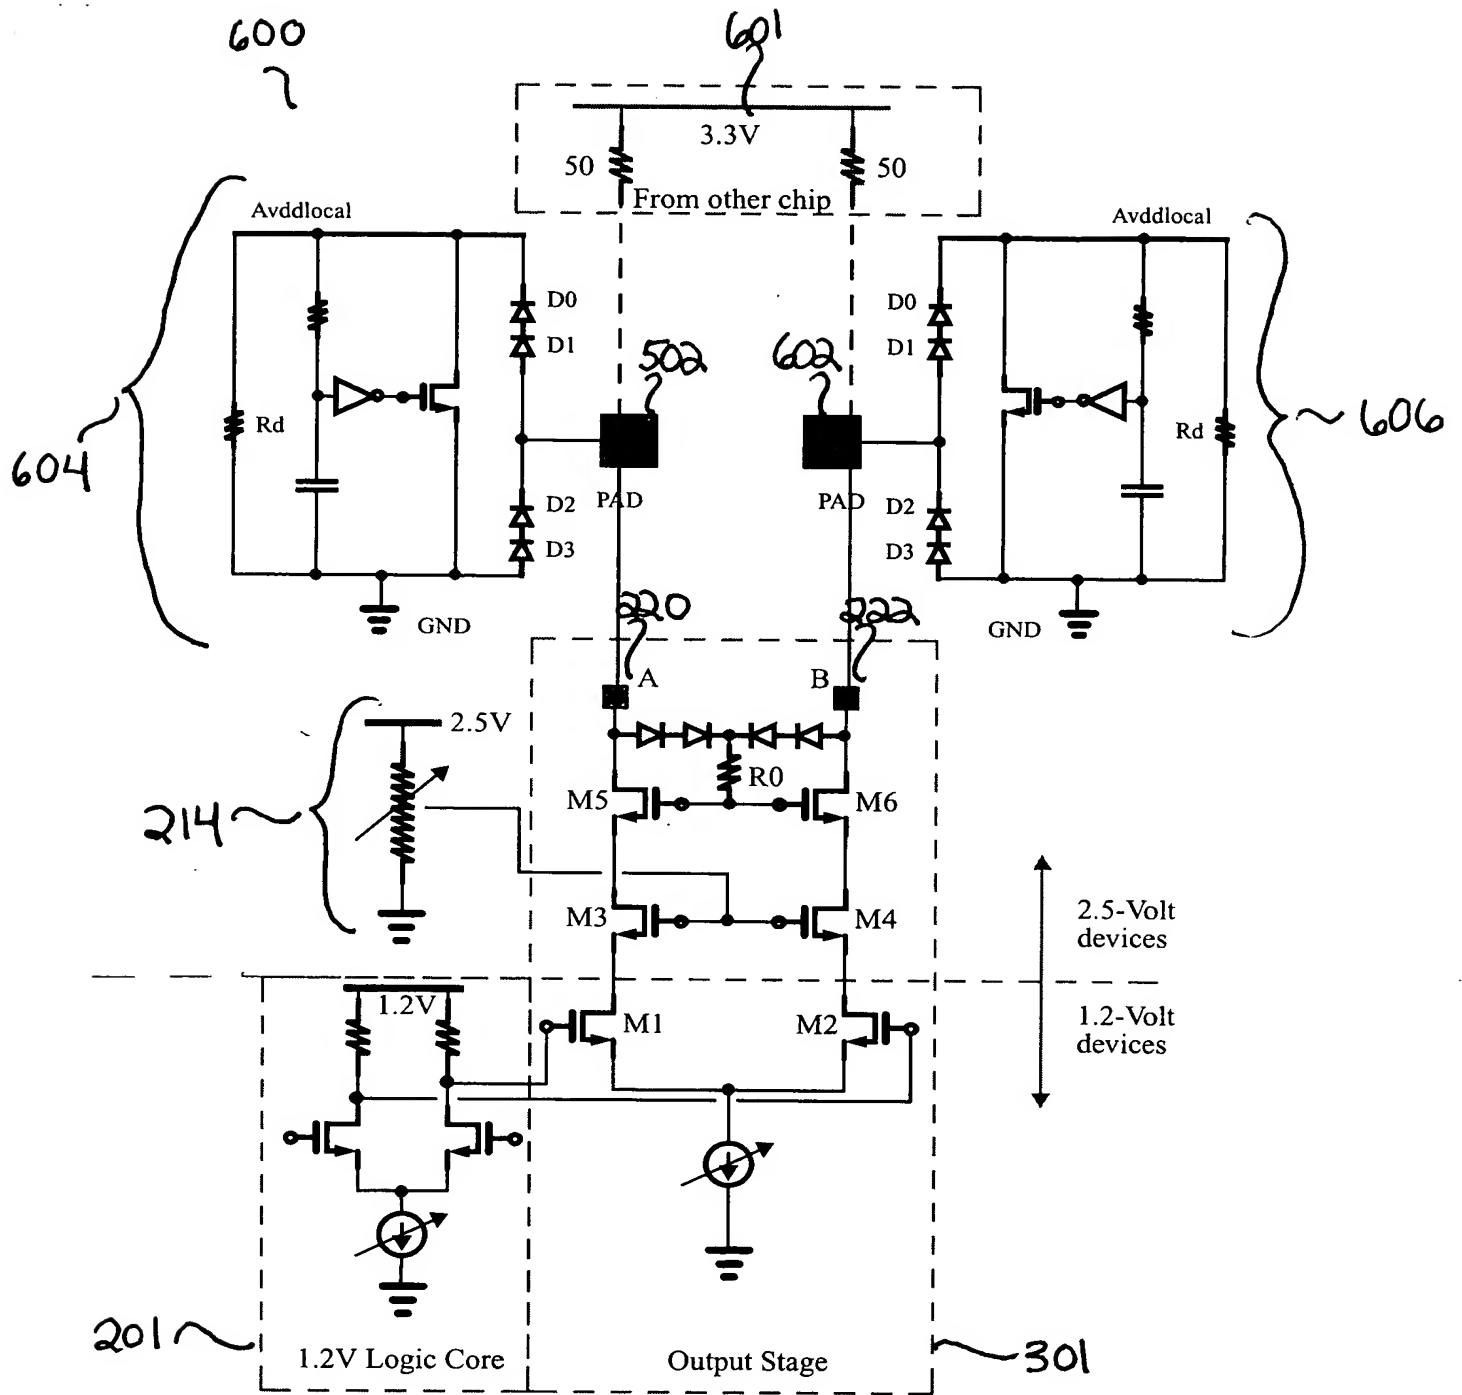 600
601
3.3V
50
50
From other chip
Avddlocal
Avddlocal
D0
D0
D1
D1
502
602
Rd
Rd
604
606
PAD
PAD
D2
D2
D3
D3
220
222
GND
GND
A
B
2.5V
R0
M5
M6
214
M3
M4
2.5-Volt
devices
1.2V
M1
M2
1.2-Volt
devices
201
1.2V Logic Core
Output Stage
301